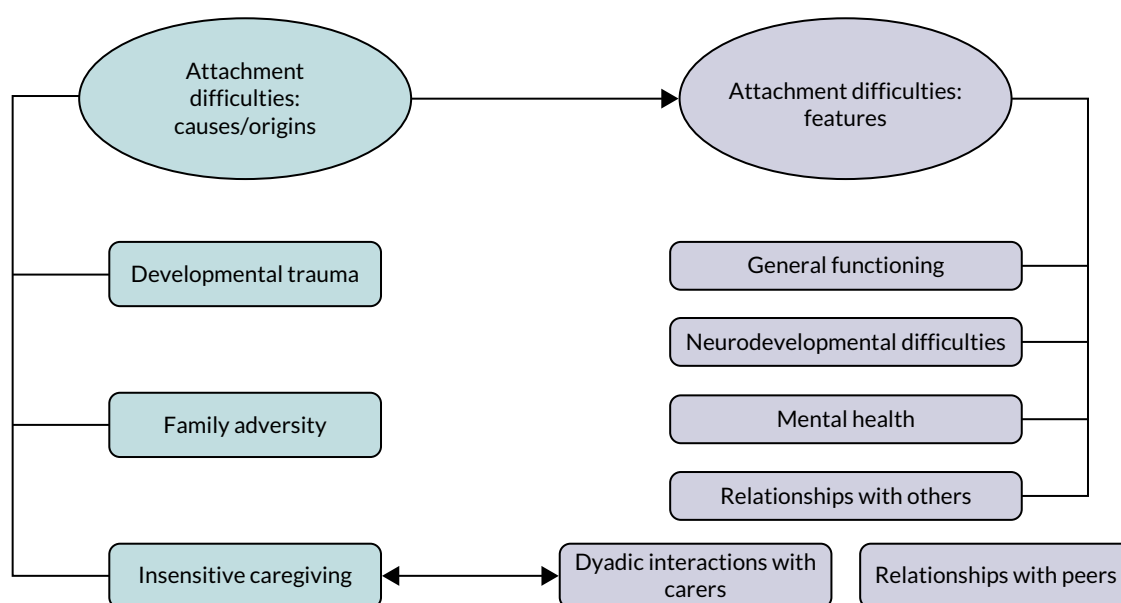 Attachment
difficulties:
causes/origins
Attachment difficulties:
features
Developmental trauma
General functioning
Neurodevelopmental difficulties
Family adversity
Mental health
Relationships with others
Insensitive caregiving
Dyadic interactions with
carers
Relationships with peers